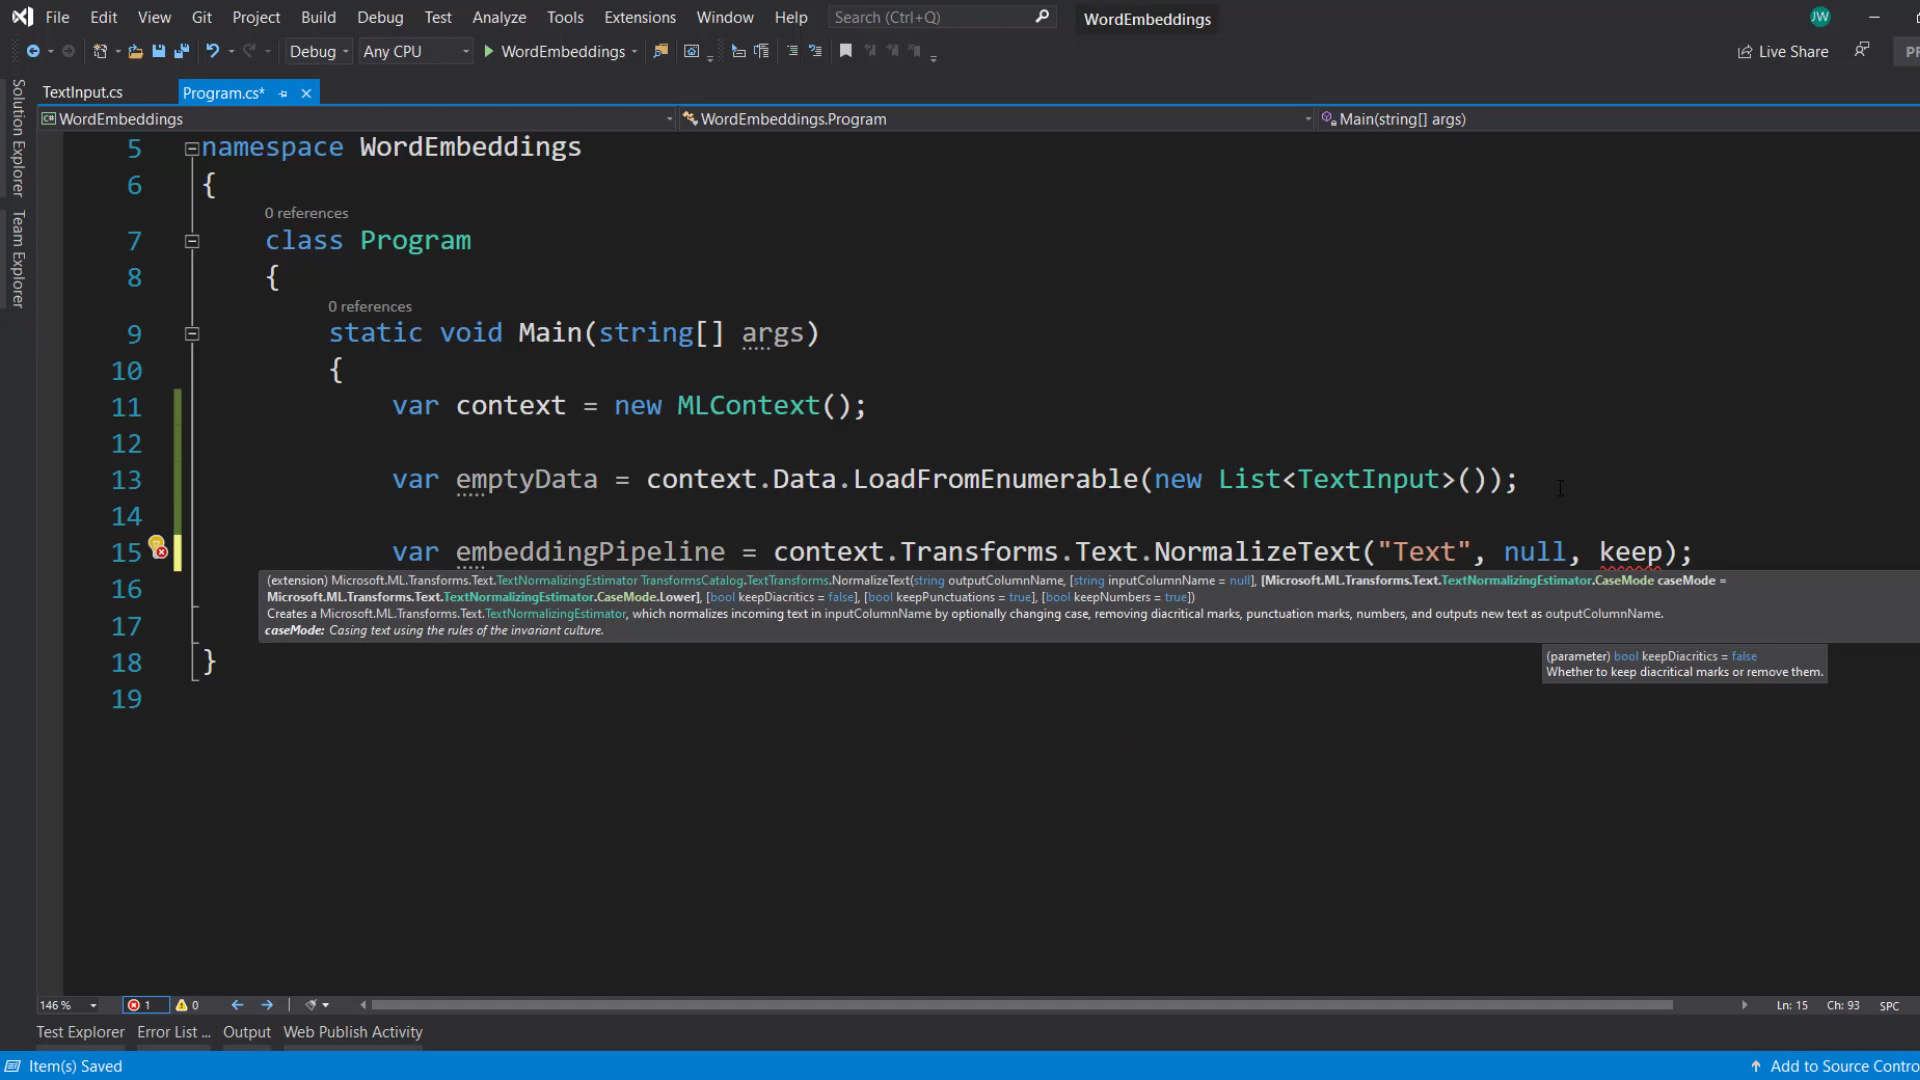 File Edit View Git Project Build Debug Test Analyze Tools Extensions Window Help Search (Ctrl+Q) WordEmbeddings JW
Debug Any CPU WordEmbeddings Live Share
TextInput.cs Program.cs*
WordEmbeddings WordEmbeddings.Program Main(string[] args)
Solution Explorer
Team Explorer
5 namespace WordEmbeddings
6 {
0 references
7 class Program
8 {
0 references
9 static void Main(string[] args)
10 {
11 var context = new MLContext();
12
13 var emptyData = context.Data.LoadFromEnumerable(new List<TextInput>());
14
15 var embeddingPipeline = context.Transforms.Text.NormalizeText("Text", null, keep);
(extension) Microsoft.ML.Transforms.Text.TextNormalizingEstimator TransformsCatalog.TextTransforms.NormalizeText(string outputColumnName, [string inputColumnName = null], [Microsoft.ML.Transforms.Text.TextNormalizingEstimator.CaseMode caseMode =
16 Microsoft.ML.Transforms.Text.TextNormalizingEstimator.CaseMode.Lower], [bool keepDiacritics = false], [bool keepPunctuations = true], [bool keepNumbers = true])
Creates a Microsoft.ML.Transforms.Text.TextNormalizingEstimator, which normalizes incoming text in inputColumnName by optionally changing case, removing diacritical marks, punctuation marks, numbers, and outputs new text as outputColumnName.
17 caseMode: Casing text using the rules of the invariant culture.
18 }
(parameter) bool keepDiacritics = false
Whether to keep diacritical marks or remove them.
19
146 % 1 0 Ln: 15 Ch: 93 SPC
Test Explorer Error List ... Output Web Publish Activity
Item(s) Saved Add to Source Contro